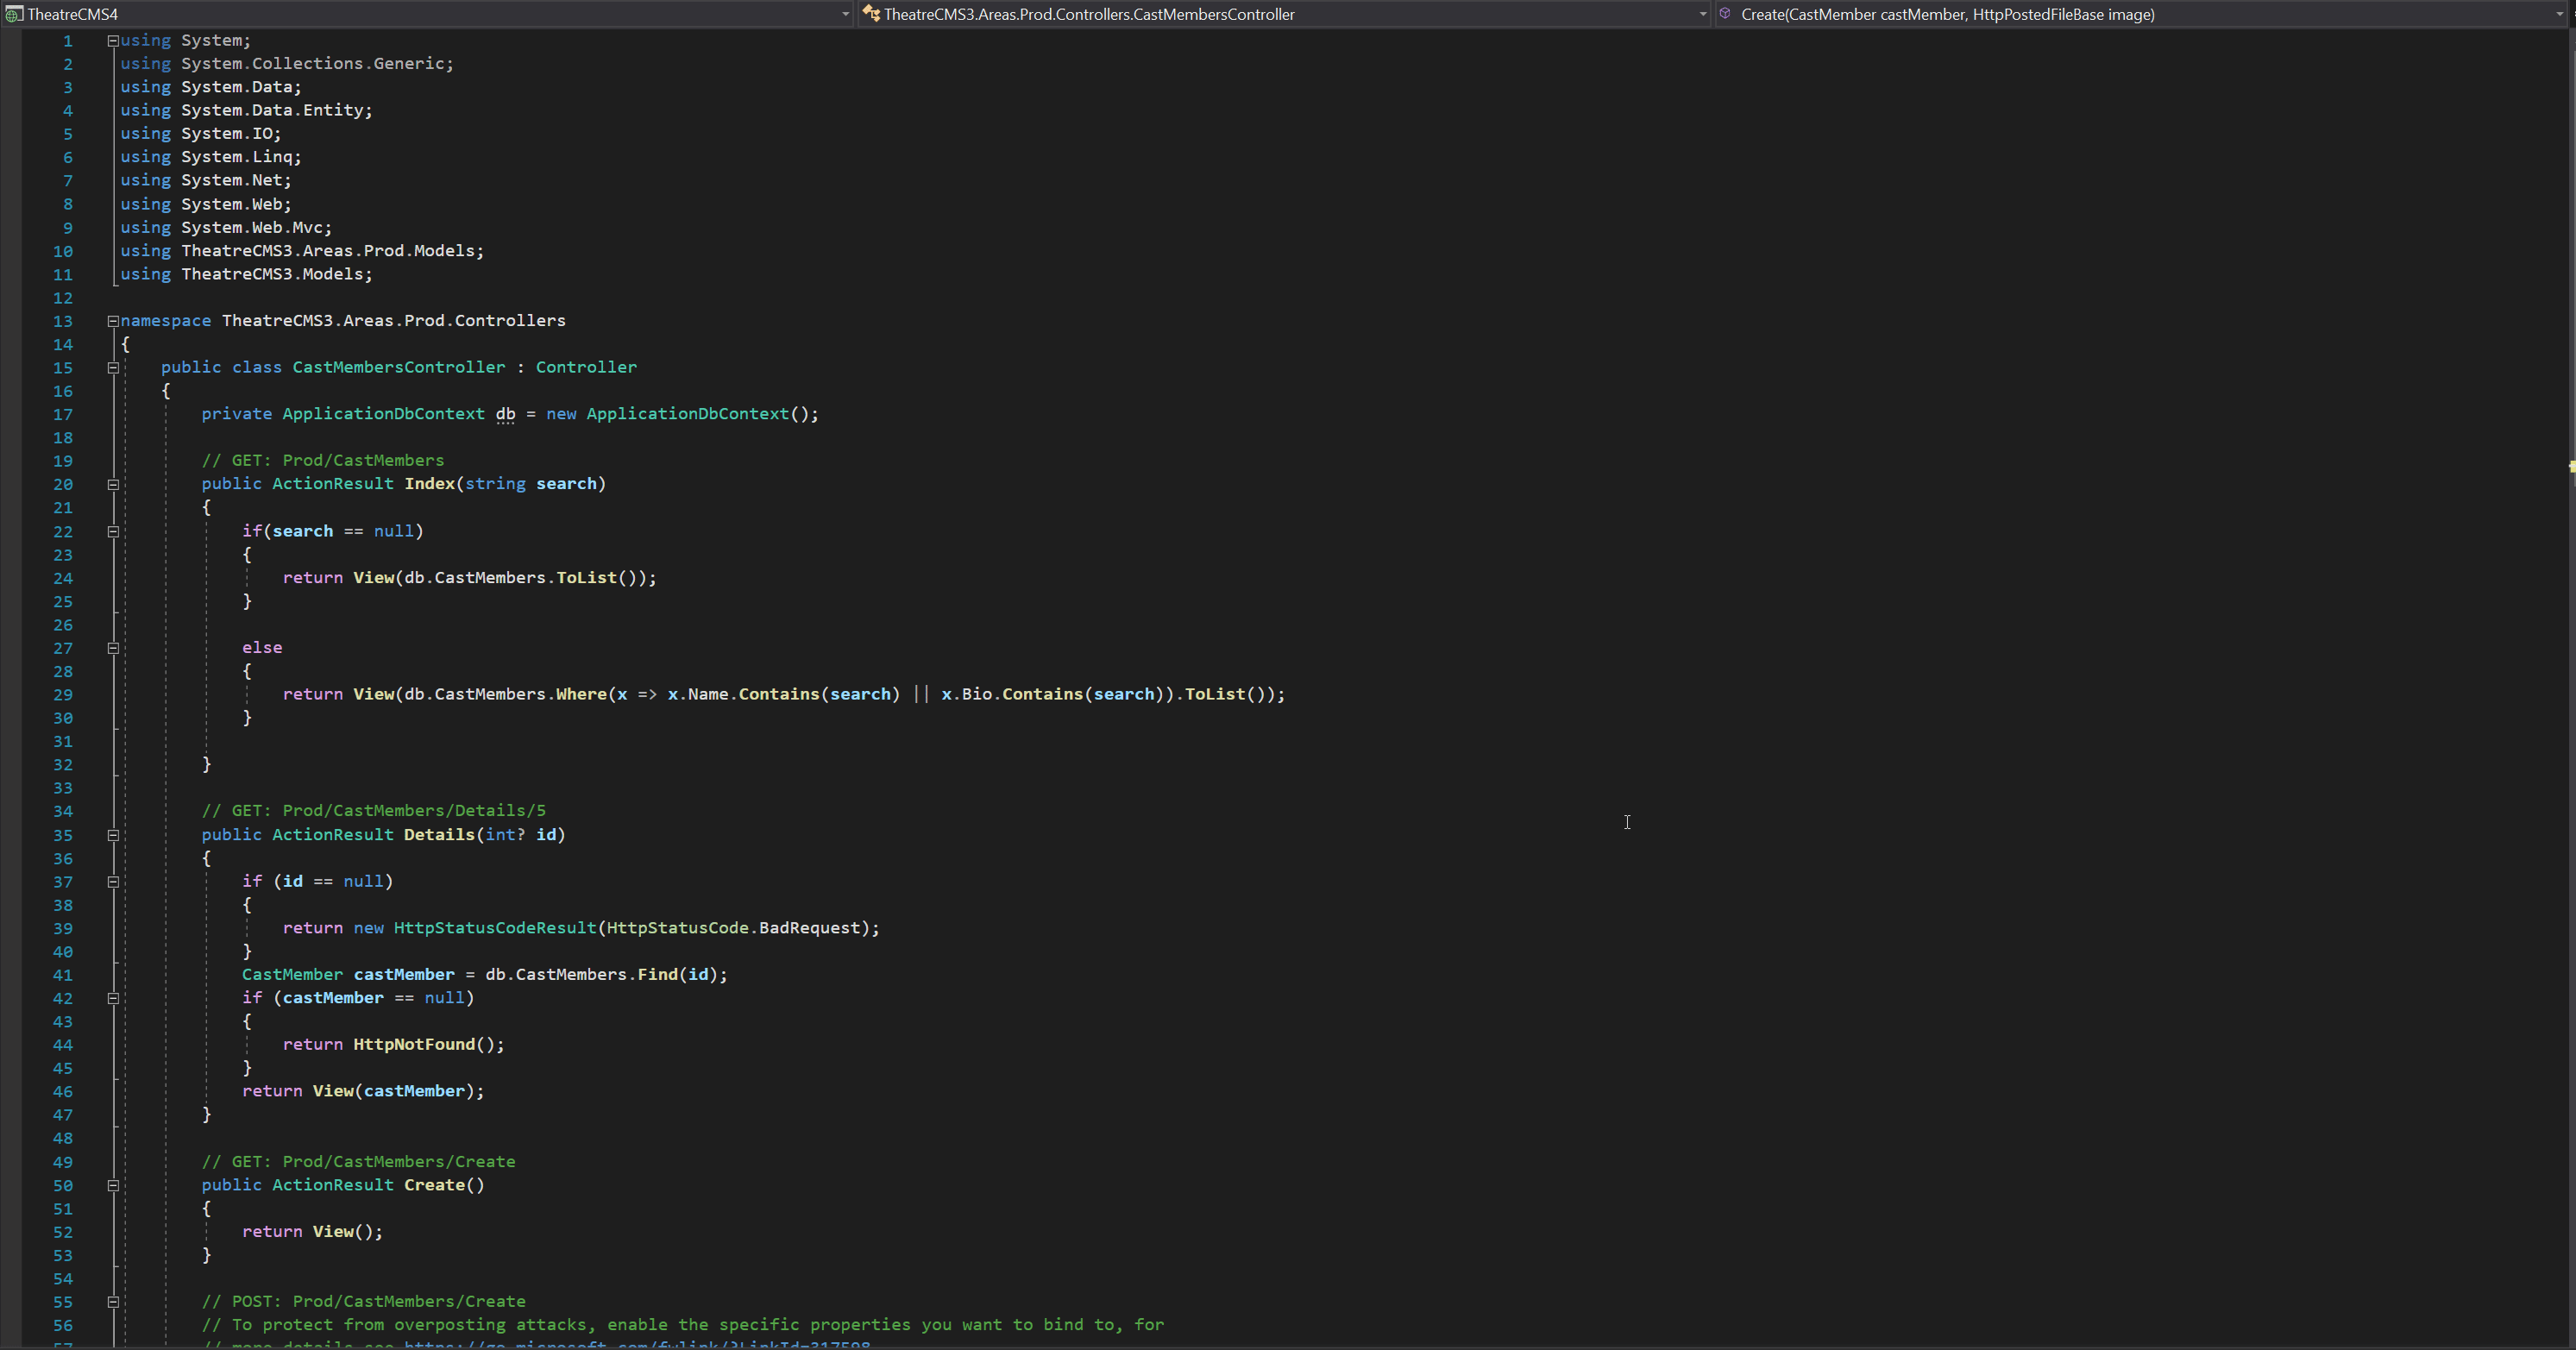 TheatreCMS4 TheatreCMS3.Areas.Prod.Controllers.CastMembersController Create(CastMember castMember, HttpPostedFileBase image)
1 using System;
2 using System.Collections.Generic;
3 using System.Data;
4 using System.Data.Entity;
5 using System.IO;
6 using System.Linq;
7 using System.Net;
8 using System.Web;
9 using System.Web.Mvc;
10 using TheatreCMS3.Areas.Prod.Models;
11 using TheatreCMS3.Models;
12
13 namespace TheatreCMS3.Areas.Prod.Controllers
14 {
15 public class CastMembersController : Controller
16 {
17 private ApplicationDbContext db = new ApplicationDbContext();
18
19 // GET: Prod/CastMembers
20 public ActionResult Index(string search)
21 {
22 if(search == null)
23 {
24 return View(db.CastMembers.ToList());
25 }
26
27 else
28 {
29 return View(db.CastMembers.Where(x => x.Name.Contains(search) || x.Bio.Contains(search)).ToList());
30 }
31
32 }
33
34 // GET: Prod/CastMembers/Details/5
35 public ActionResult Details(int? id)
36 {
37 if (id == null)
38 {
39 return new HttpStatusCodeResult(HttpStatusCode.BadRequest);
40 }
41 CastMember castMember = db.CastMembers.Find(id);
42 if (castMember == null)
43 {
44 return HttpNotFound();
45 }
46 return View(castMember);
47 }
48
49 // GET: Prod/CastMembers/Create
50 public ActionResult Create()
51 {
52 return View();
53 }
54
55 // POST: Prod/CastMembers/Create
56 // To protect from overposting attacks, enable the specific properties you want to bind to, for
57 // more details see https://go.microsoft.com/fwlink/?LinkId=317598